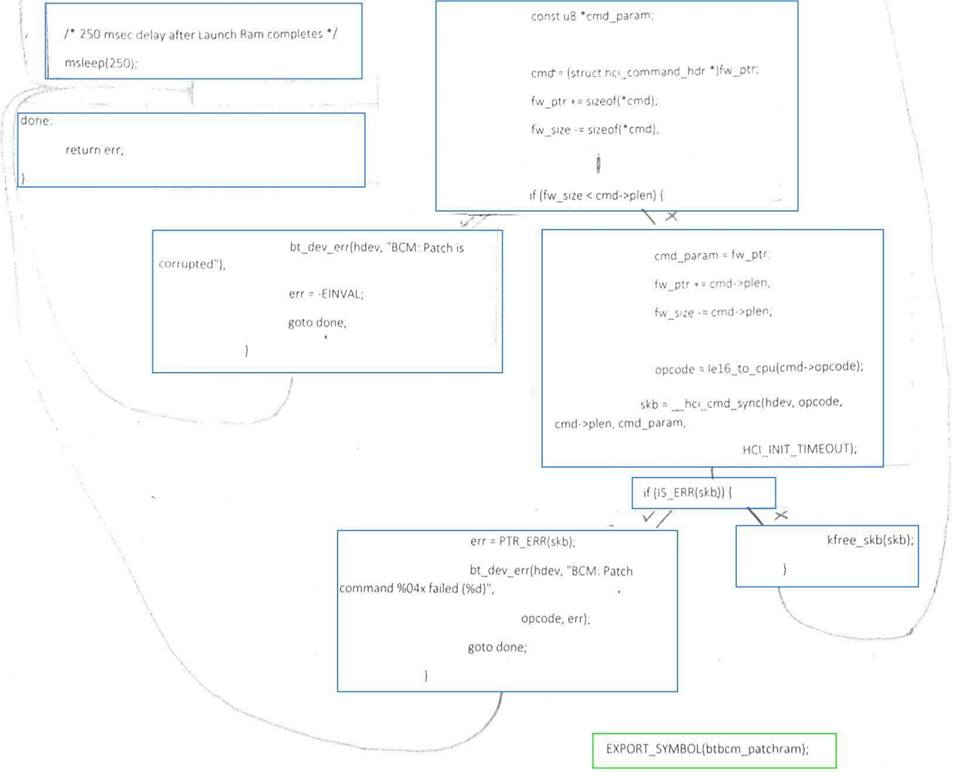 /* 250 msec delay after Launch Ram completes */
msleep(250);
done:
return err;
}
const u8 *cmd_param;
cmd = (struct hci_command_hdr *)fw_ptr;
fw_ptr += sizeof(*cmd),
fw_size -= sizeof(*cmd),
if (fw_size < cmd->plen) {
bt_dev_err(hdev, "BCM: Patch is
corrupted"),
err = -EINVAL;
goto done,
}
cmd_param = fw_ptr;
fw_ptr += cmd->plen,
fw_size -= cmd->plen;
opcode = le16_to_cpu(cmd->opcode);
skb = __hci_cmd_sync(hdev, opcode,
cmd->plen, cmd_param,
HCI_INIT_TIMEOUT);
if (IS_ERR(skb)) {
err = PTR_ERR(skb);
bt_dev_err(hdev, "BCM: Patch
command %04x failed (%d)",
opcode, err);
goto done;
}
kfree_skb(skb);
}
EXPORT_SYMBOL(btbcm_patchram);